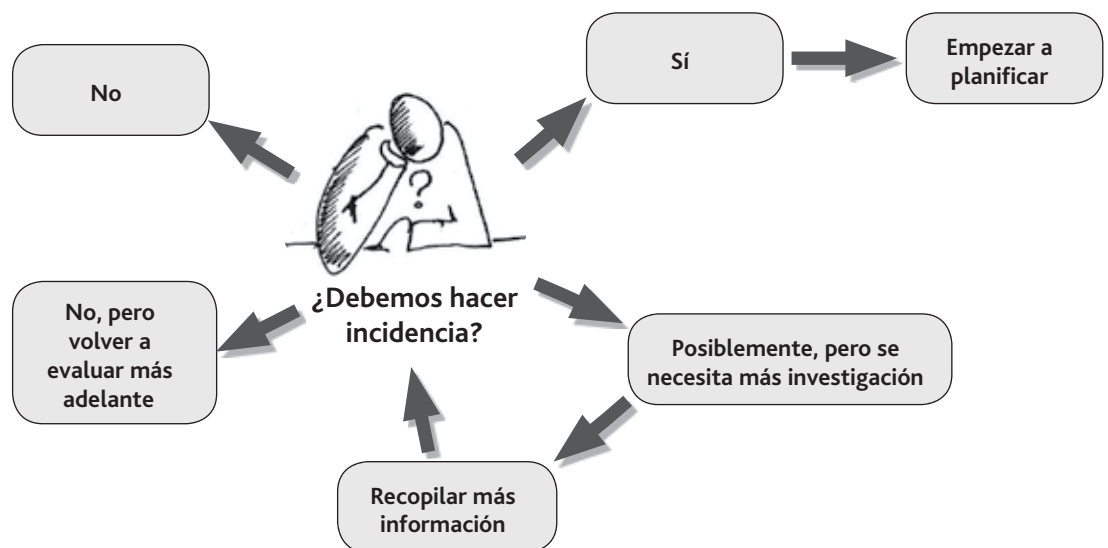 No
Sí
Empezar a
planificar
?
¿Debemos hacer
incidencia?
No, pero
volver a
evaluar más
adelante
Posiblemente, pero se
necesita más investigación
Recopilar más
información